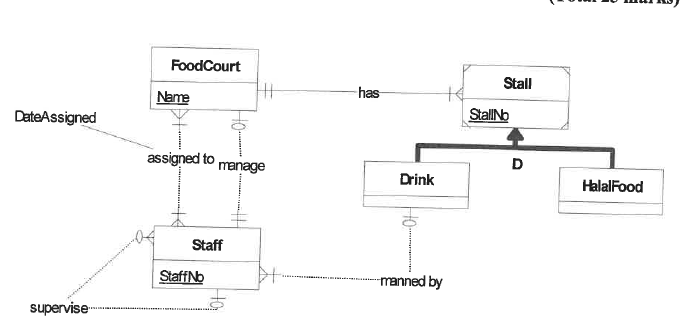 (Total 25 marks)
FoodCourt
Name
has
Stall
StallNo
DateAssigned
assigned to
manage
D
Drink
HalalFood
Staff
StaffNo
manned by
supervise